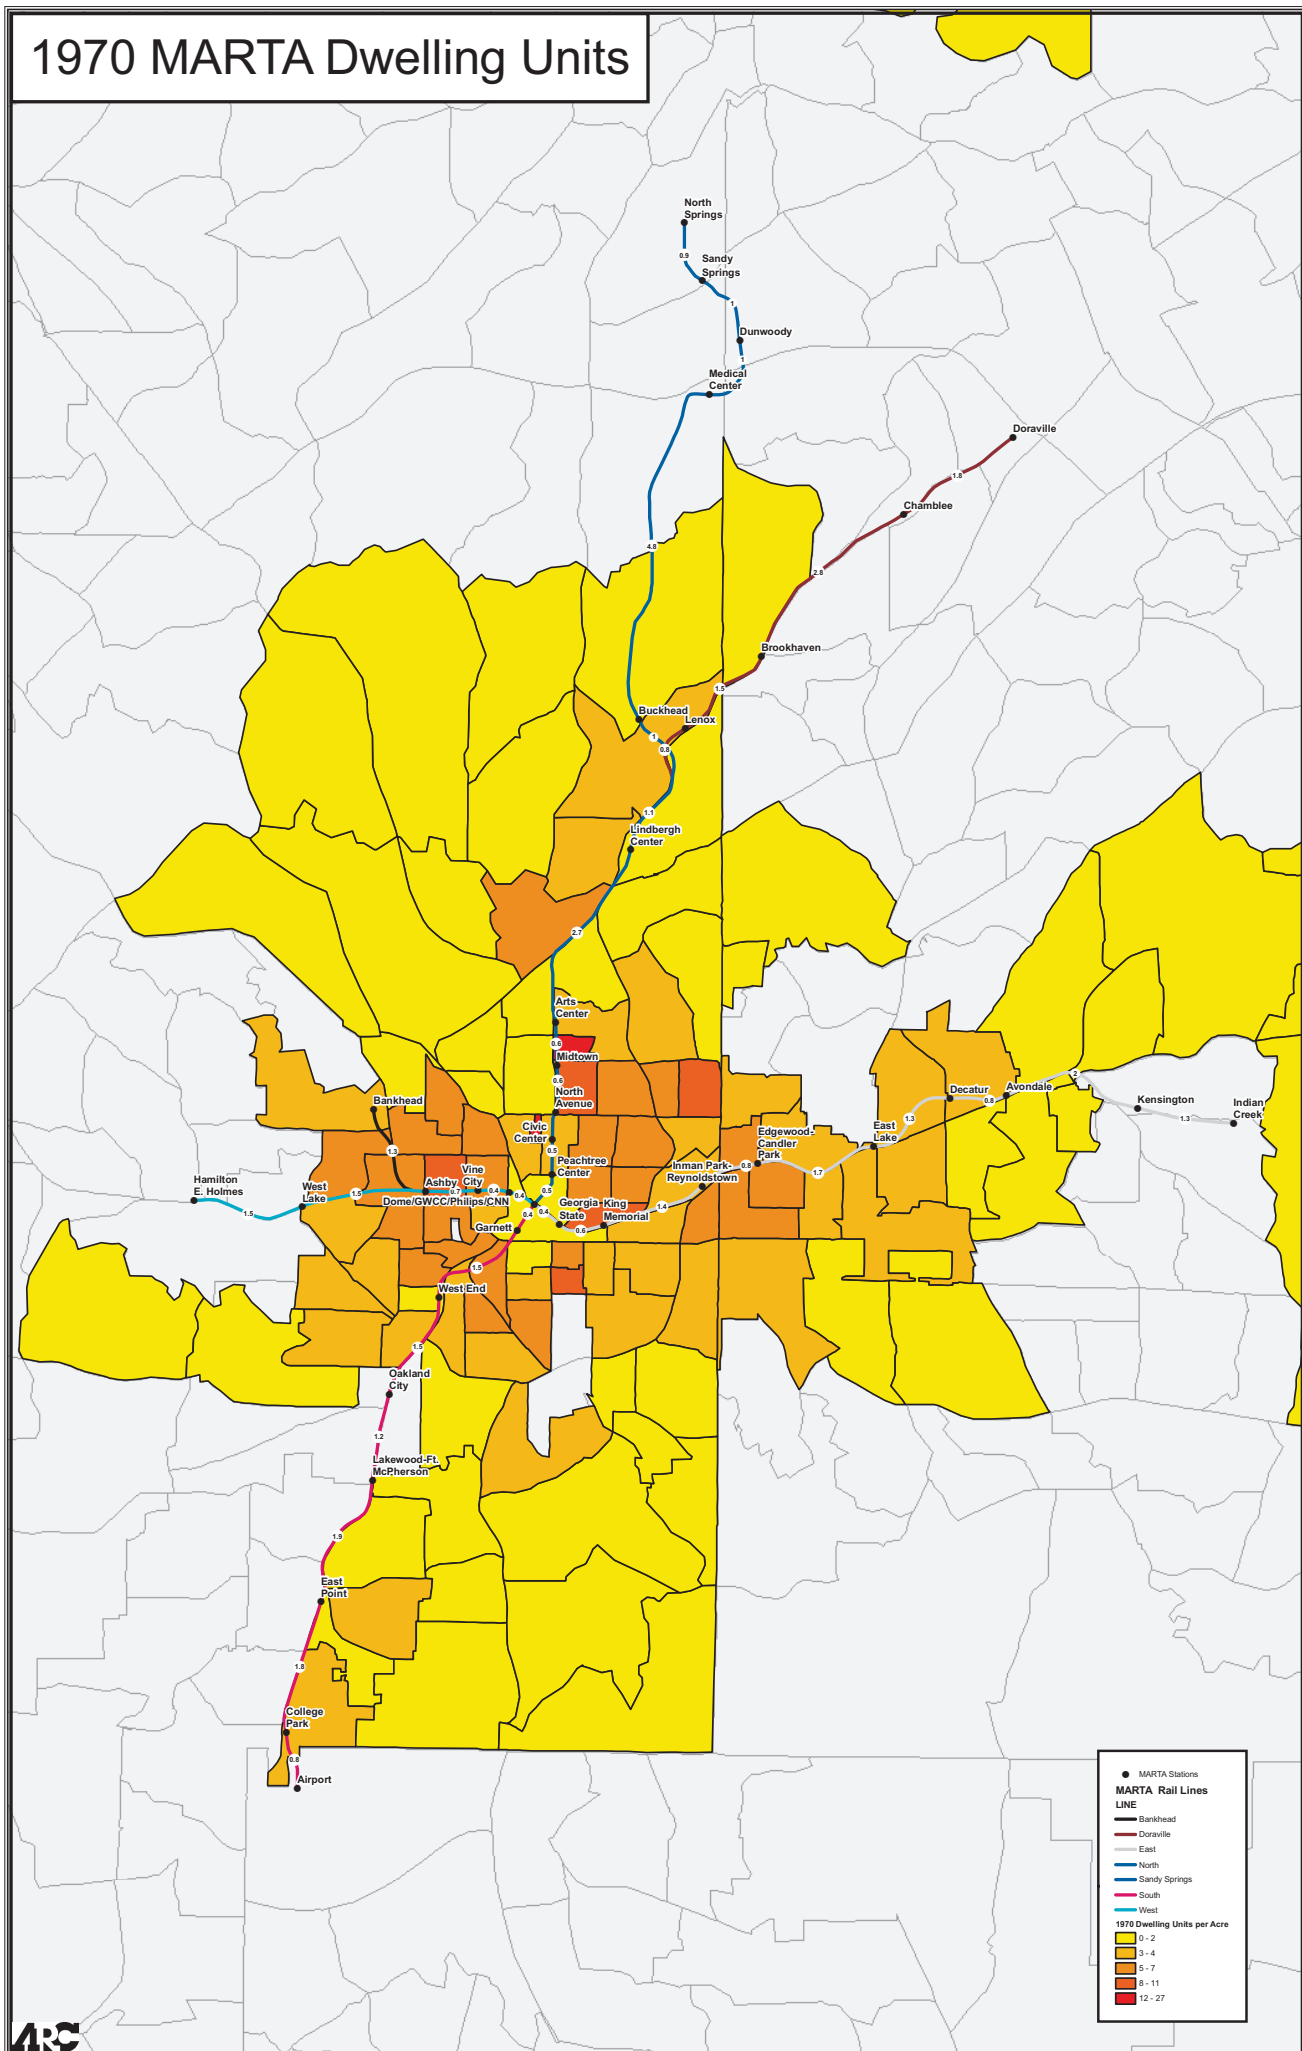 1970 MARTA Dwelling Units
North
Springs
0.9
Sandy
Springs
1
Dunwoody
1
Medical
Center
Doraville
1.8
Chamblee
4.8
2.8
Brookhaven
1.5
Buckhead
Lenox
1
0.8
1.1
Lindbergh
Center
2.7
Arts
Center
0.6
Midtown
0.6
North
Avenue
Bankhead
1.3
Civic
Center
0.5
Peachtree
Center
0.5
Hamilton
E. Holmes
1.5
West
Lake
1.5
Ashby
0.7
Vine
City
0.4
0.4
Dome/GWCC/Philips/CNN
0.4
0.4
Garnett
Georgia
State
0.6
King
Memorial
1.4
Inman Park-
Reynoldstown
0.8
Edgewood-
Candler
Park
1.7
East
Lake
1.3
Decatur
0.8
Avondale
2
Kensington
1.3
Indian
Creek
1.5
West End
1.5
Oakland
City
1.2
Lakewood-Ft.
McPherson
1.9
East
Point
1.8
College
Park
0.8
Airport
MARTA Stations
MARTA Rail Lines
LINE
Bankhead
Doraville
East
North
Sandy Springs
South
West
1970 Dwelling Units per Acre
0 - 2
3 - 4
5 - 7
8 - 11
12 - 27
ARC